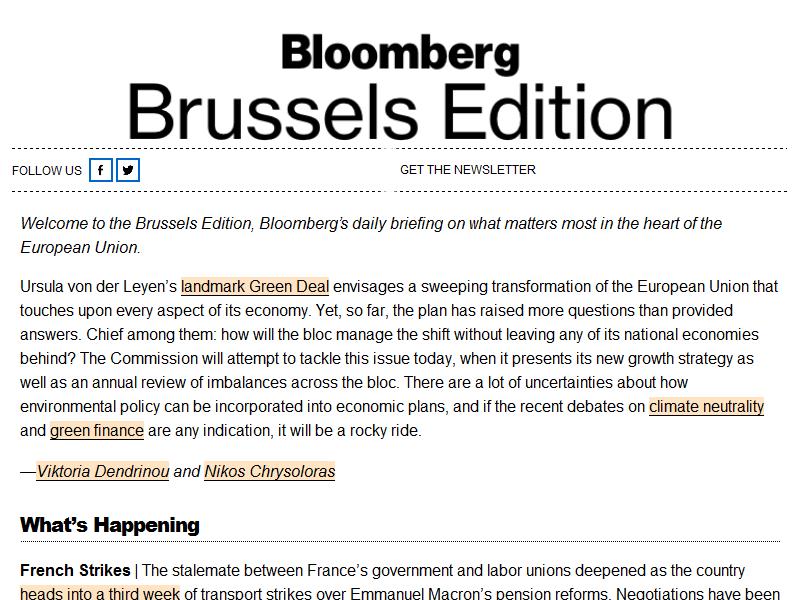 Bloomberg
Brussels Edition
FOLLOW US GET THE NEWSLETTER
Welcome to the Brussels Edition, Bloomberg's daily briefing on what matters most in the heart of the
European Union.
Ursula von der Leyen's landmark Green Deal envisages a sweeping transformation of the European Union that
touches upon every aspect of its economy. Yet, so far, the plan has raised more questions than provided
answers. Chief among them: how will the bloc manage the shift without leaving any of its national economies
behind? The Commission will attempt to tackle this issue today, when it presents its new growth strategy as
well as an annual review of imbalances across the bloc. There are a lot of uncertainties about how
environmental policy can be incorporated into economic plans, and if the recent debates on climate neutrality
and green finance are any indication, it will be a rocky ride.
—Viktoria Dendrinou and Nikos Chrysoloras
What's Happening
French Strikes | The stalemate between France's government and labor unions deepened as the country
heads into a third week of transport strikes over Emmanuel Macron's pension reforms. Negotiations have been